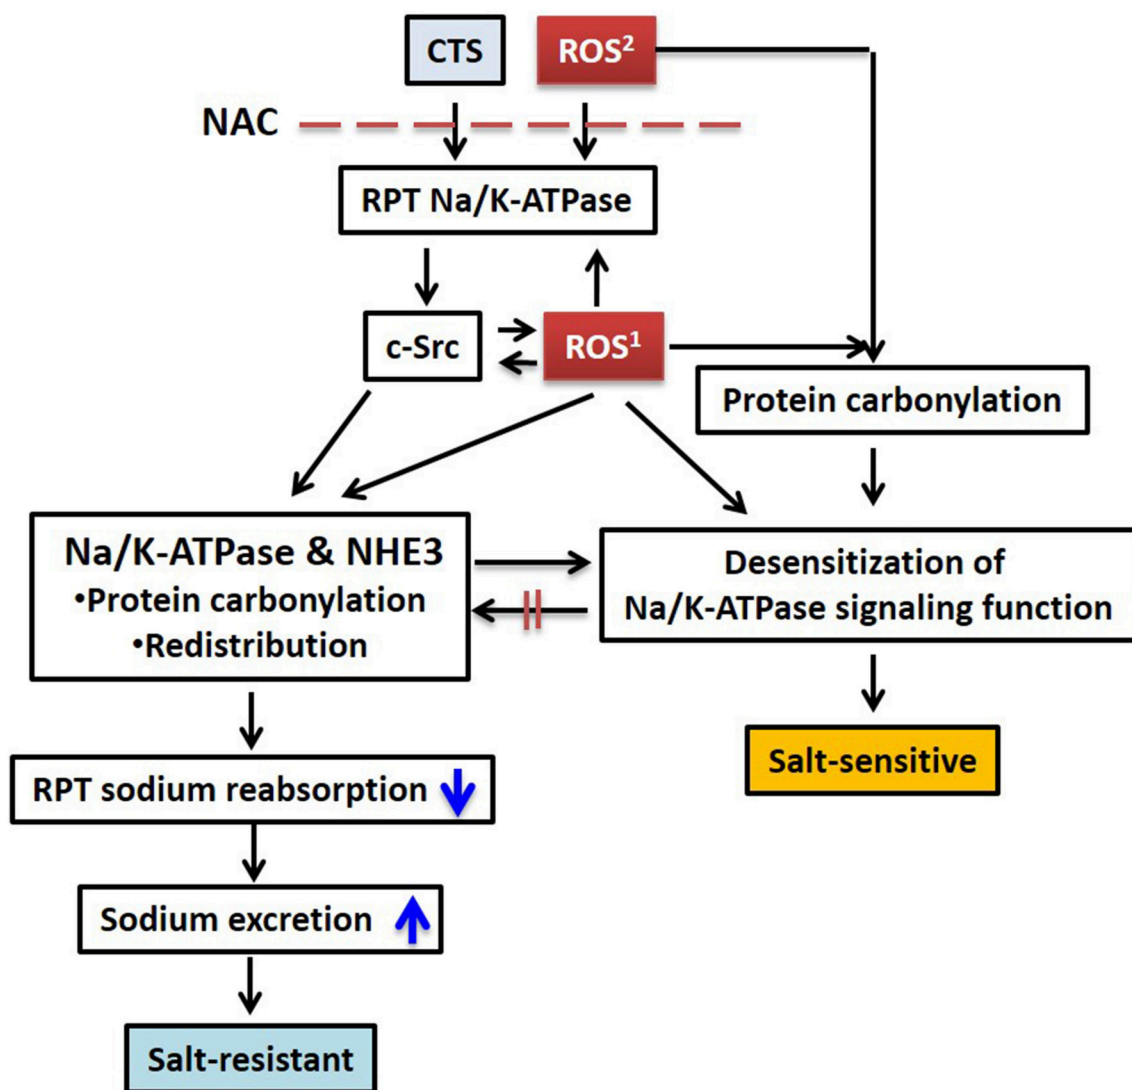 CTS
ROS²
NAC
RPT Na/K-ATPase
c-Src
ROS¹
Protein carbonylation
Na/K-ATPase & NHE3
•Protein carbonylation
•Redistribution
Desensitization of
Na/K-ATPase signaling function
RPT sodium reabsorption
Salt-sensitive
Sodium excretion
Salt-resistant